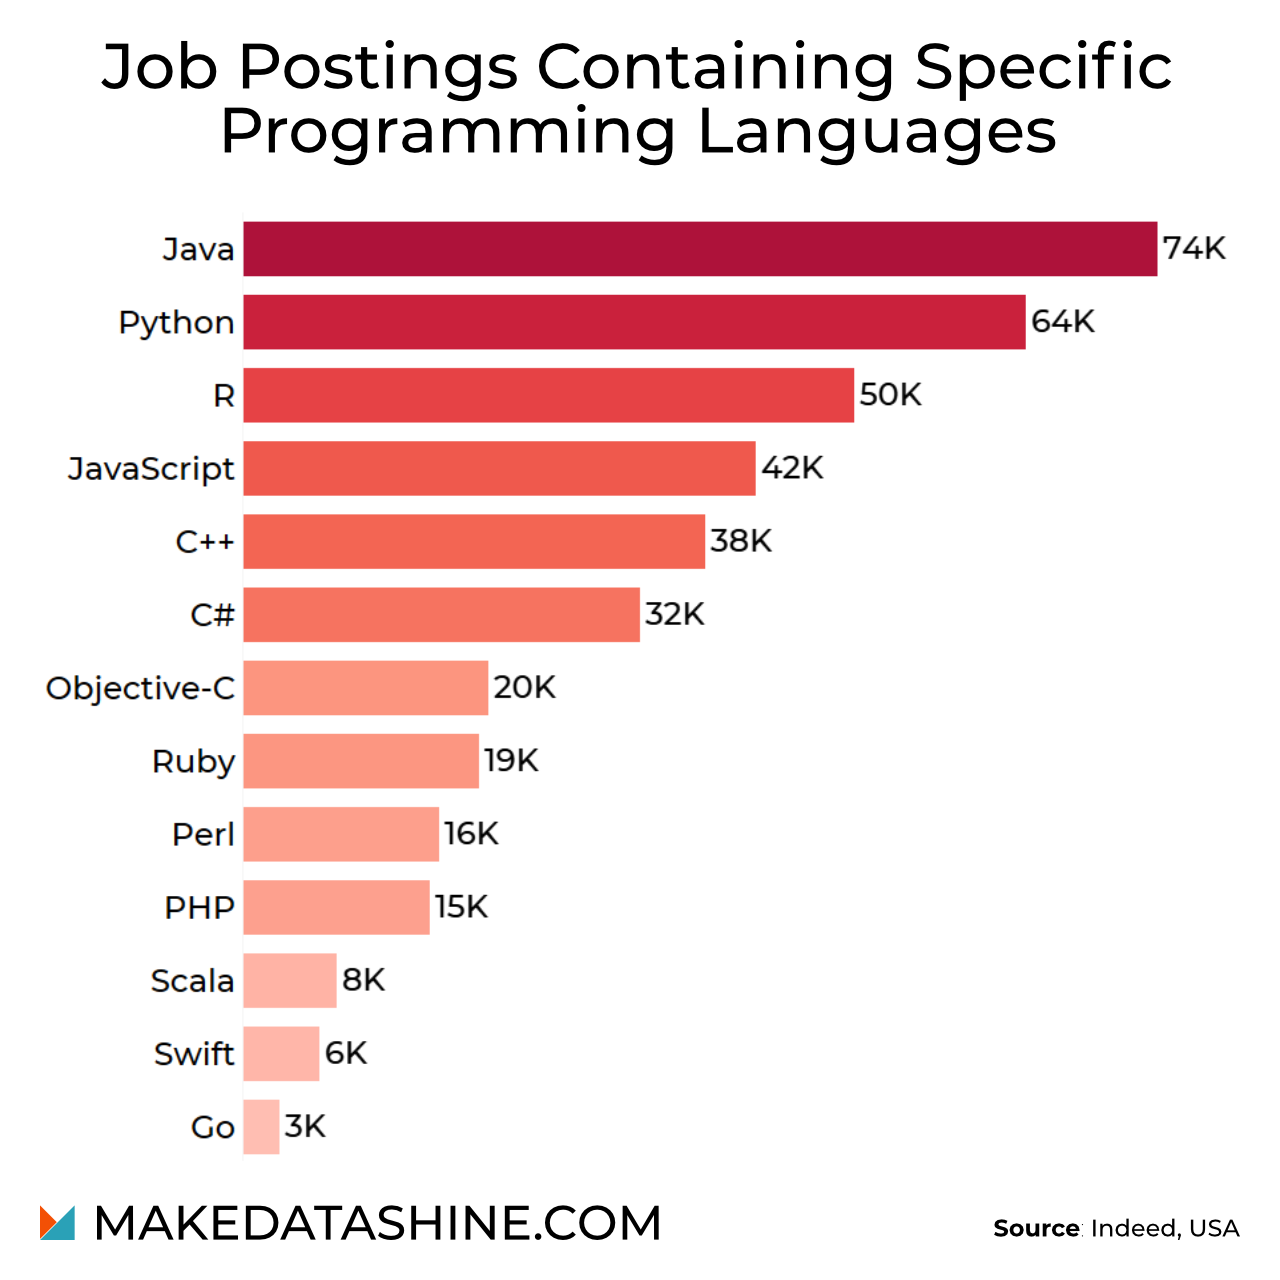 Job Postings Containing Specific
Programming Languages
Java 74K
Python 64K
R 50K
JavaScript 42K
C++ 38K
C# 32K
Objective-C 20K
Ruby 19K
Perl 16K
PHP 15K
Scala 8K
Swift 6K
Go 3K
MAKEDATASHINE.COM
Source: Indeed, USA